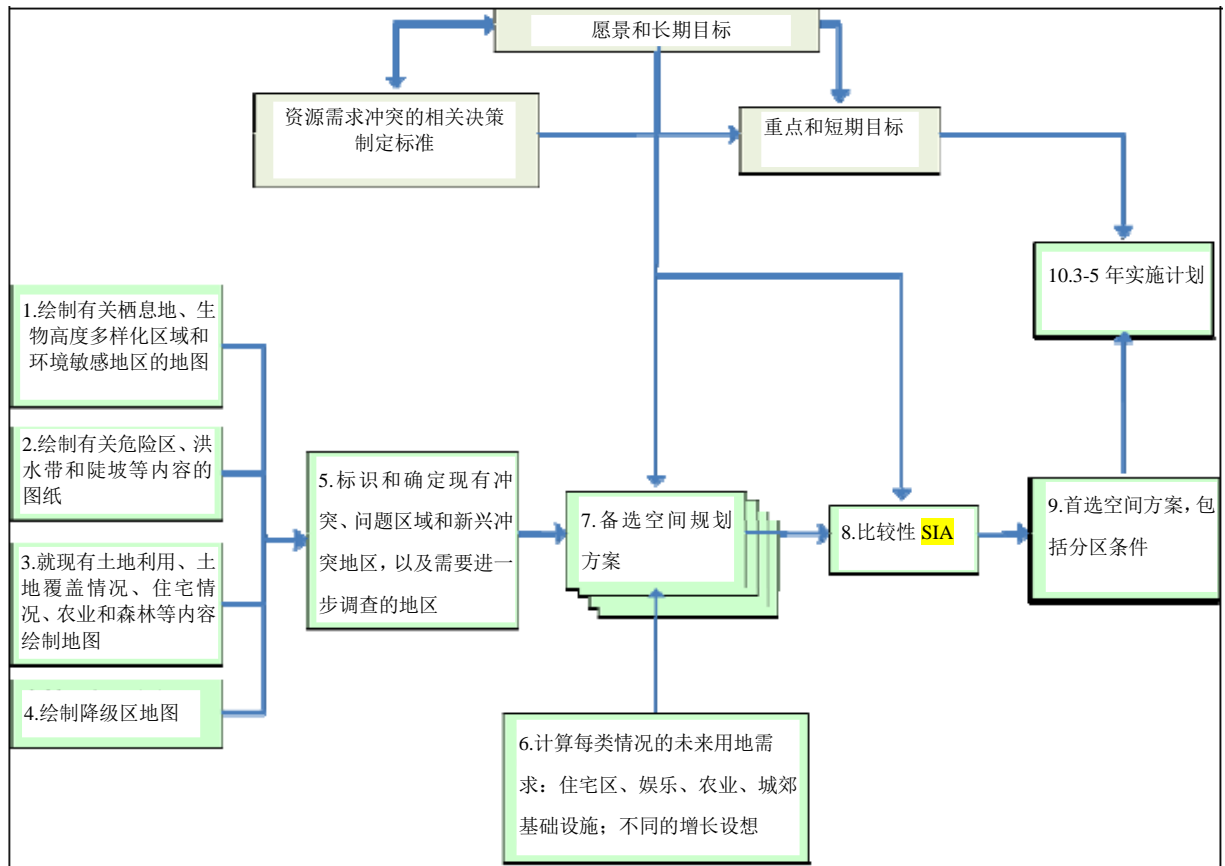 愿景和长期目标
资源需求冲突的相关决策
制定标准
重点和短期目标
10.3-5 年实施计划
1.绘制有关栖息地、生
物高度多样化区域和
环境敏感地区的地图
2.绘制有关危险区、洪
水带和陡坡等内容的
图纸
3.就现有土地利用、土
地覆盖情况、住宅情
况、农业和森林等内容
绘制地图
4.绘制降级区地图
5.标识和确定现有冲
突、问题区域和新兴冲
突地区，以及需要进一
步调查的地区
7.备选空间规划
方案
8.比较性 SIA
9.首选空间方案，包
括分区条件
6.计算每类情况的未来用地需
求：住宅区、娱乐、农业、城郊
基础设施；不同的增长设想